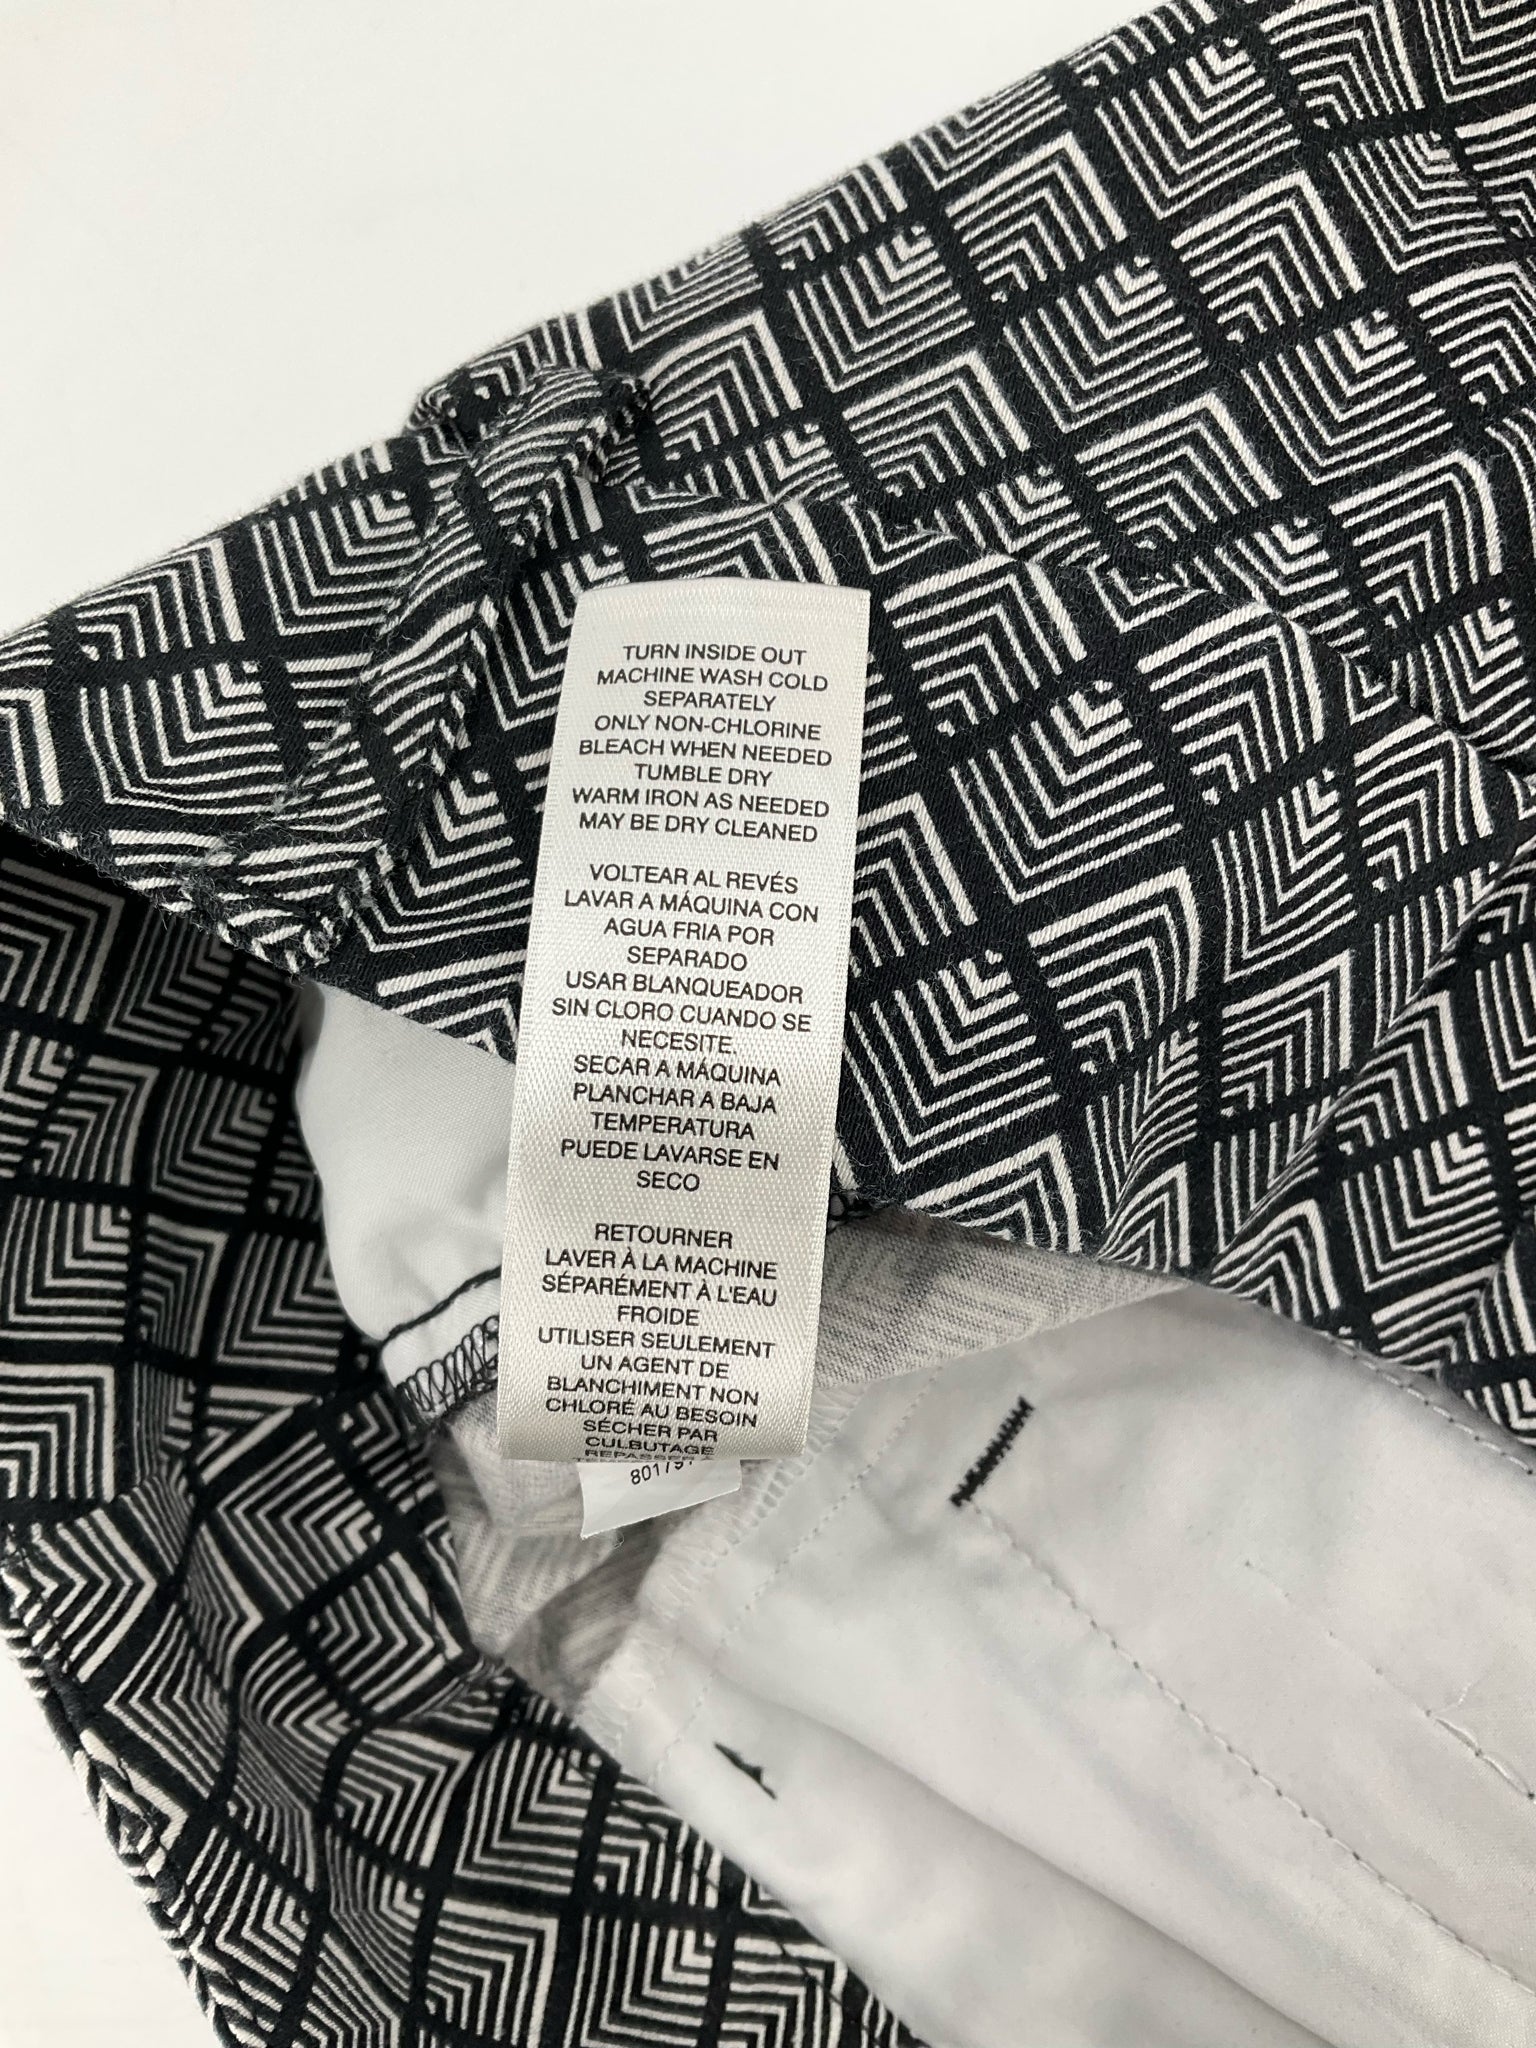 TURN INSIDE OUT
MACHINE WASH COLD
SEPARATELY
ONLY NON-CHLORINE
BLEACH WHEN NEEDED
TUMBLE DRY
WARM IRON AS NEEDED
MAY BE DRY CLEANED
VOLTEAR AL REVÉS
LAVAR A MÁQUINA CON
AGUA FRIA POR
SEPARADO
USAR BLANQUEADOR
SIN CLORO CUANDO SE
NECESITE.
SECAR A MÁQUINA
PLANCHAR A BAJA
TEMPERATURA
PUEDE LAVARSE EN
SECO
RETOURNER
LAVER À LA MACHINE
SÉPARÉMENT À L'EAU
FROIDE
UTILISER SEULEMENT
UN AGENT DE
BLANCHIMENT NON
CHLORÉ AU BESOIN
SÉCHER PAR
CULBUTAGE
REPASSER À